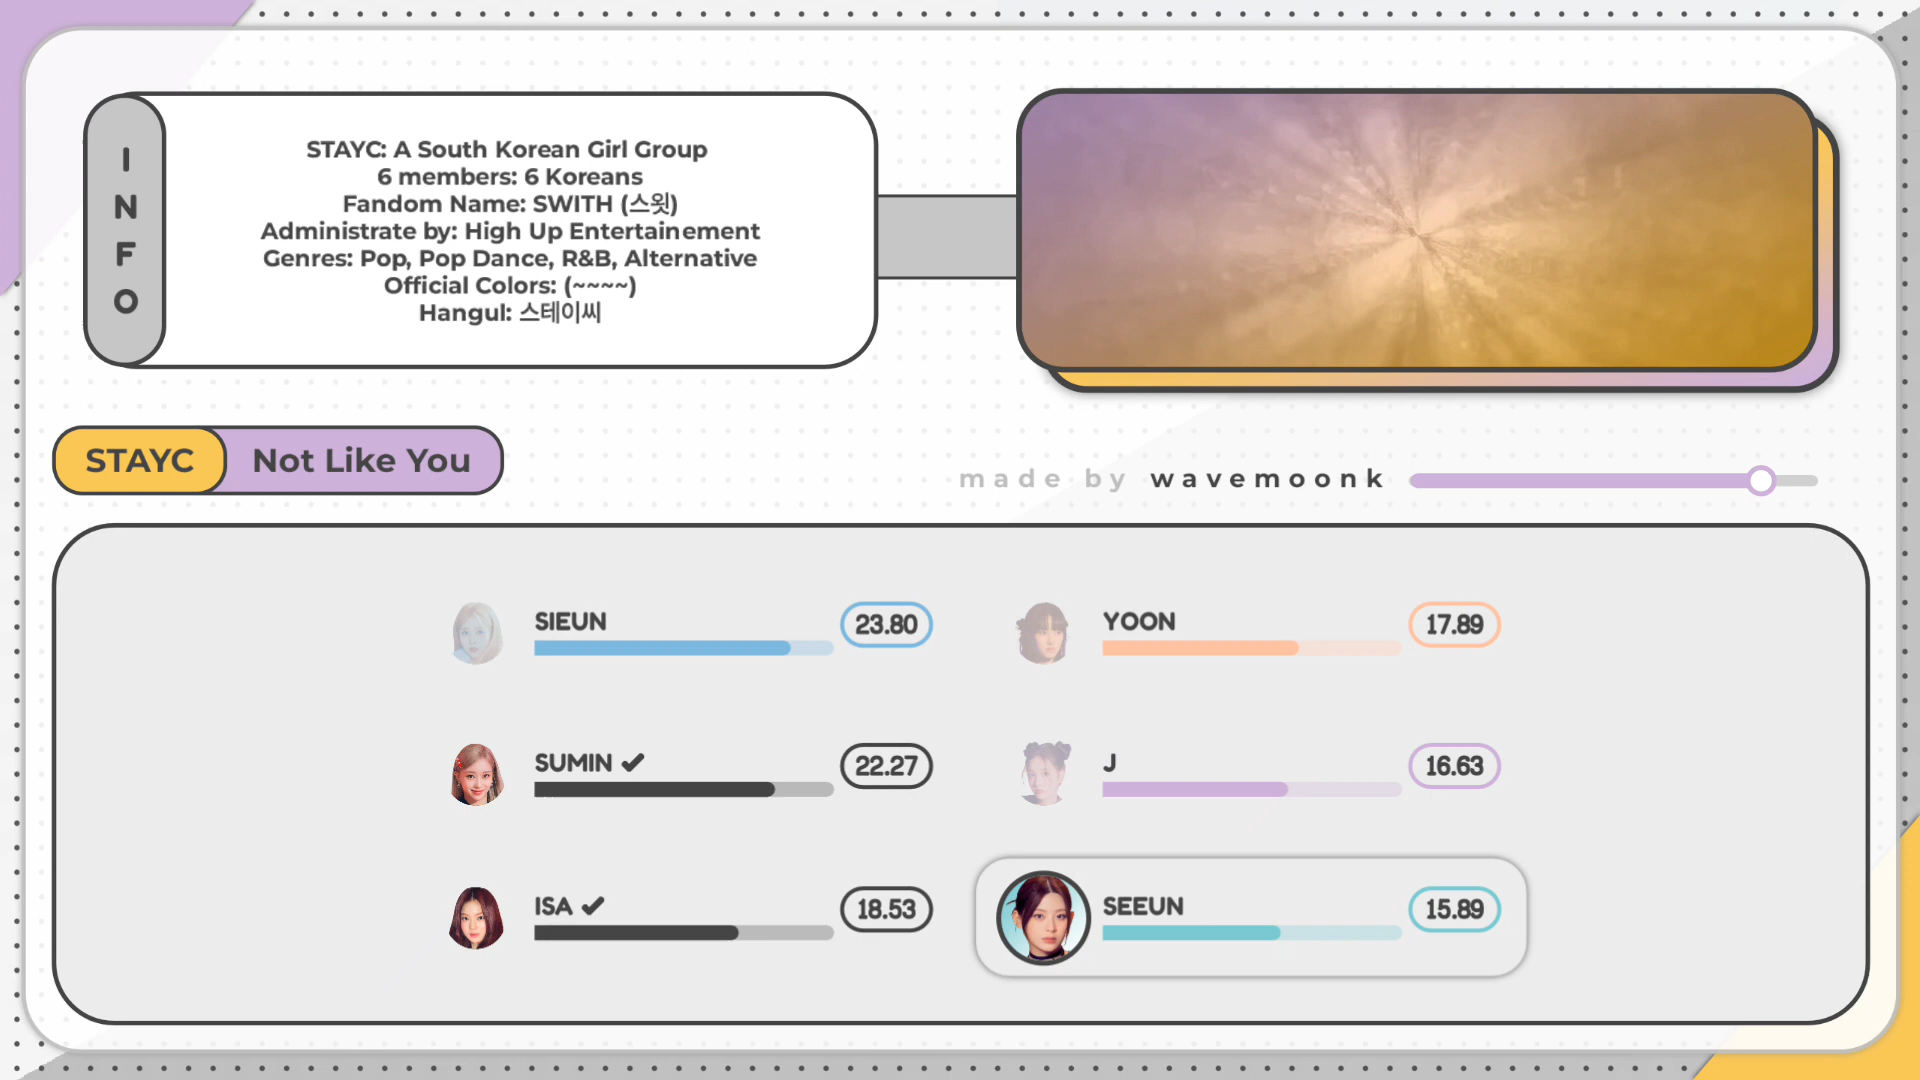 INFO
STAYC: A South Korean Girl Group
6 members: 6 Koreans
Fandom Name: SWITH (스윗)
Administrate by: High Up Entertainement
Genres: Pop, Pop Dance, R&B, Alternative
Official Colors: (~~~~)
Hangul: 스테이씨
STAYC Not Like You
made by wavemoonk
SIEUN 23.80
YOON 17.89
SUMIN ✔ 22.27
J 16.63
ISA ✔ 18.53
SEEUN 15.89